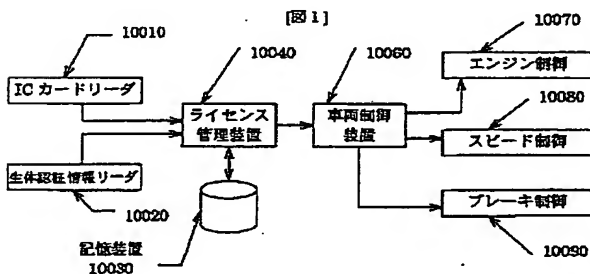 [図1]
10010
10040
10060
10070
ICカードリーダ
ライセンス
管理装置
車両制御
装置
エンジン制御
10080
スピード制御
生体認証情報リーダ
10020
記憶装置
10030
ブレーキ制御
10090